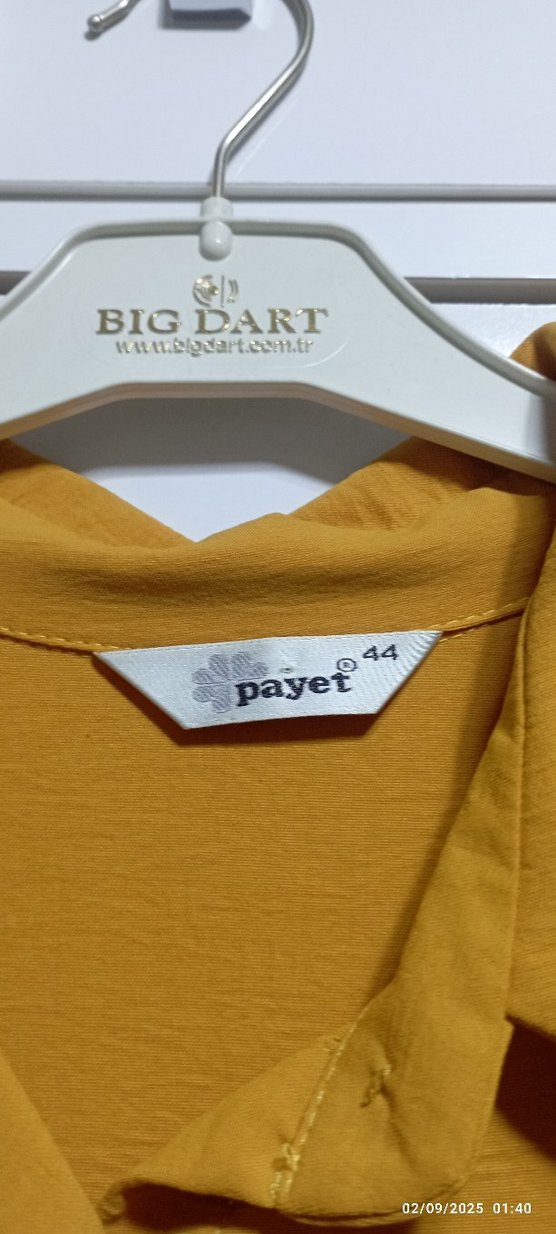 BIG DART
www.bigdart.com.tr
payet ® 44
02/09/2025 01:40